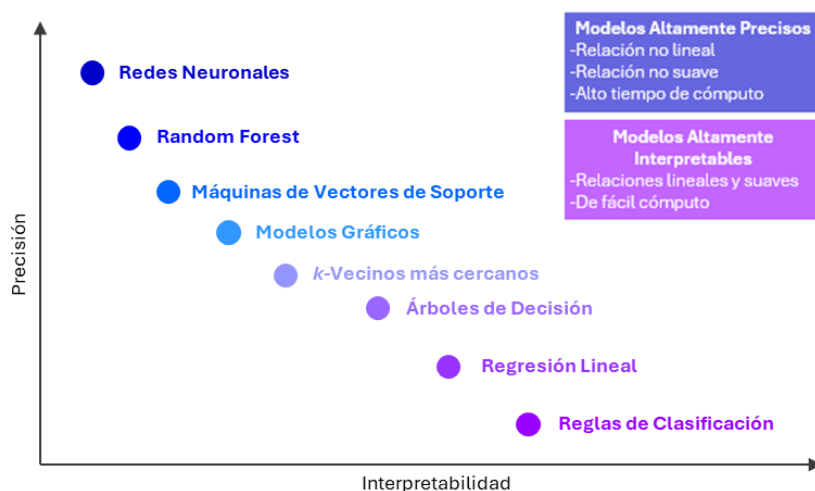 Modelos Altamente Precisos
-Relación no lineal
-Relación no suave
-Alto tiempo de cómputo
Modelos Altamente
Interpretables
-Relaciones lineales y suaves
-De fácil cómputo
Redes Neuronales
Random Forest
Máquinas de Vectores de Soporte
Modelos Gráficos
k-Vecinos más cercanos
Árboles de Decisión
Regresión Lineal
Reglas de Clasificación
Precisión
Interpretabilidad